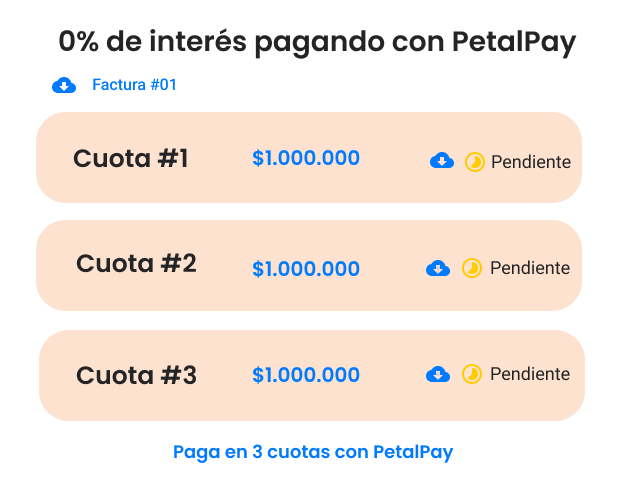 0% de interés pagando con PetalPay
Factura #01
Cuota #1 $1.000.000 Pendiente
Cuota #2 $1.000.000 Pendiente
Cuota #3 $1.000.000 Pendiente
Paga en 3 cuotas con PetalPay